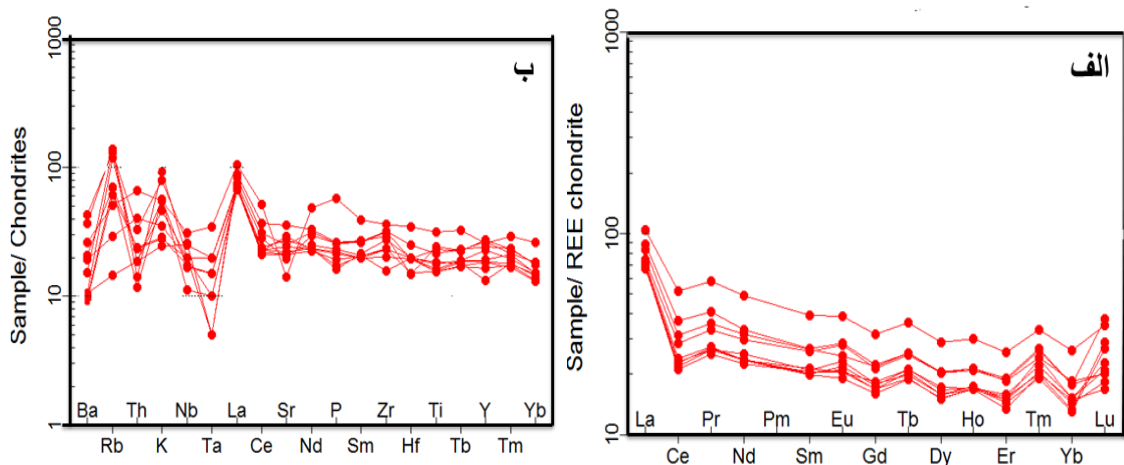 ب
1000
100
10
1
Sample/ Chondrites
Ba Th Nb La Sr P Zr Ti Y Yb
Rb K Ta Ce Nd Sm Hf Tb Tm
الف
1000
100
10
Sample/ REE chondrite
La Pr Pm Eu Tb Ho Tm Lu
Ce Nd Sm Gd Dy Er Yb